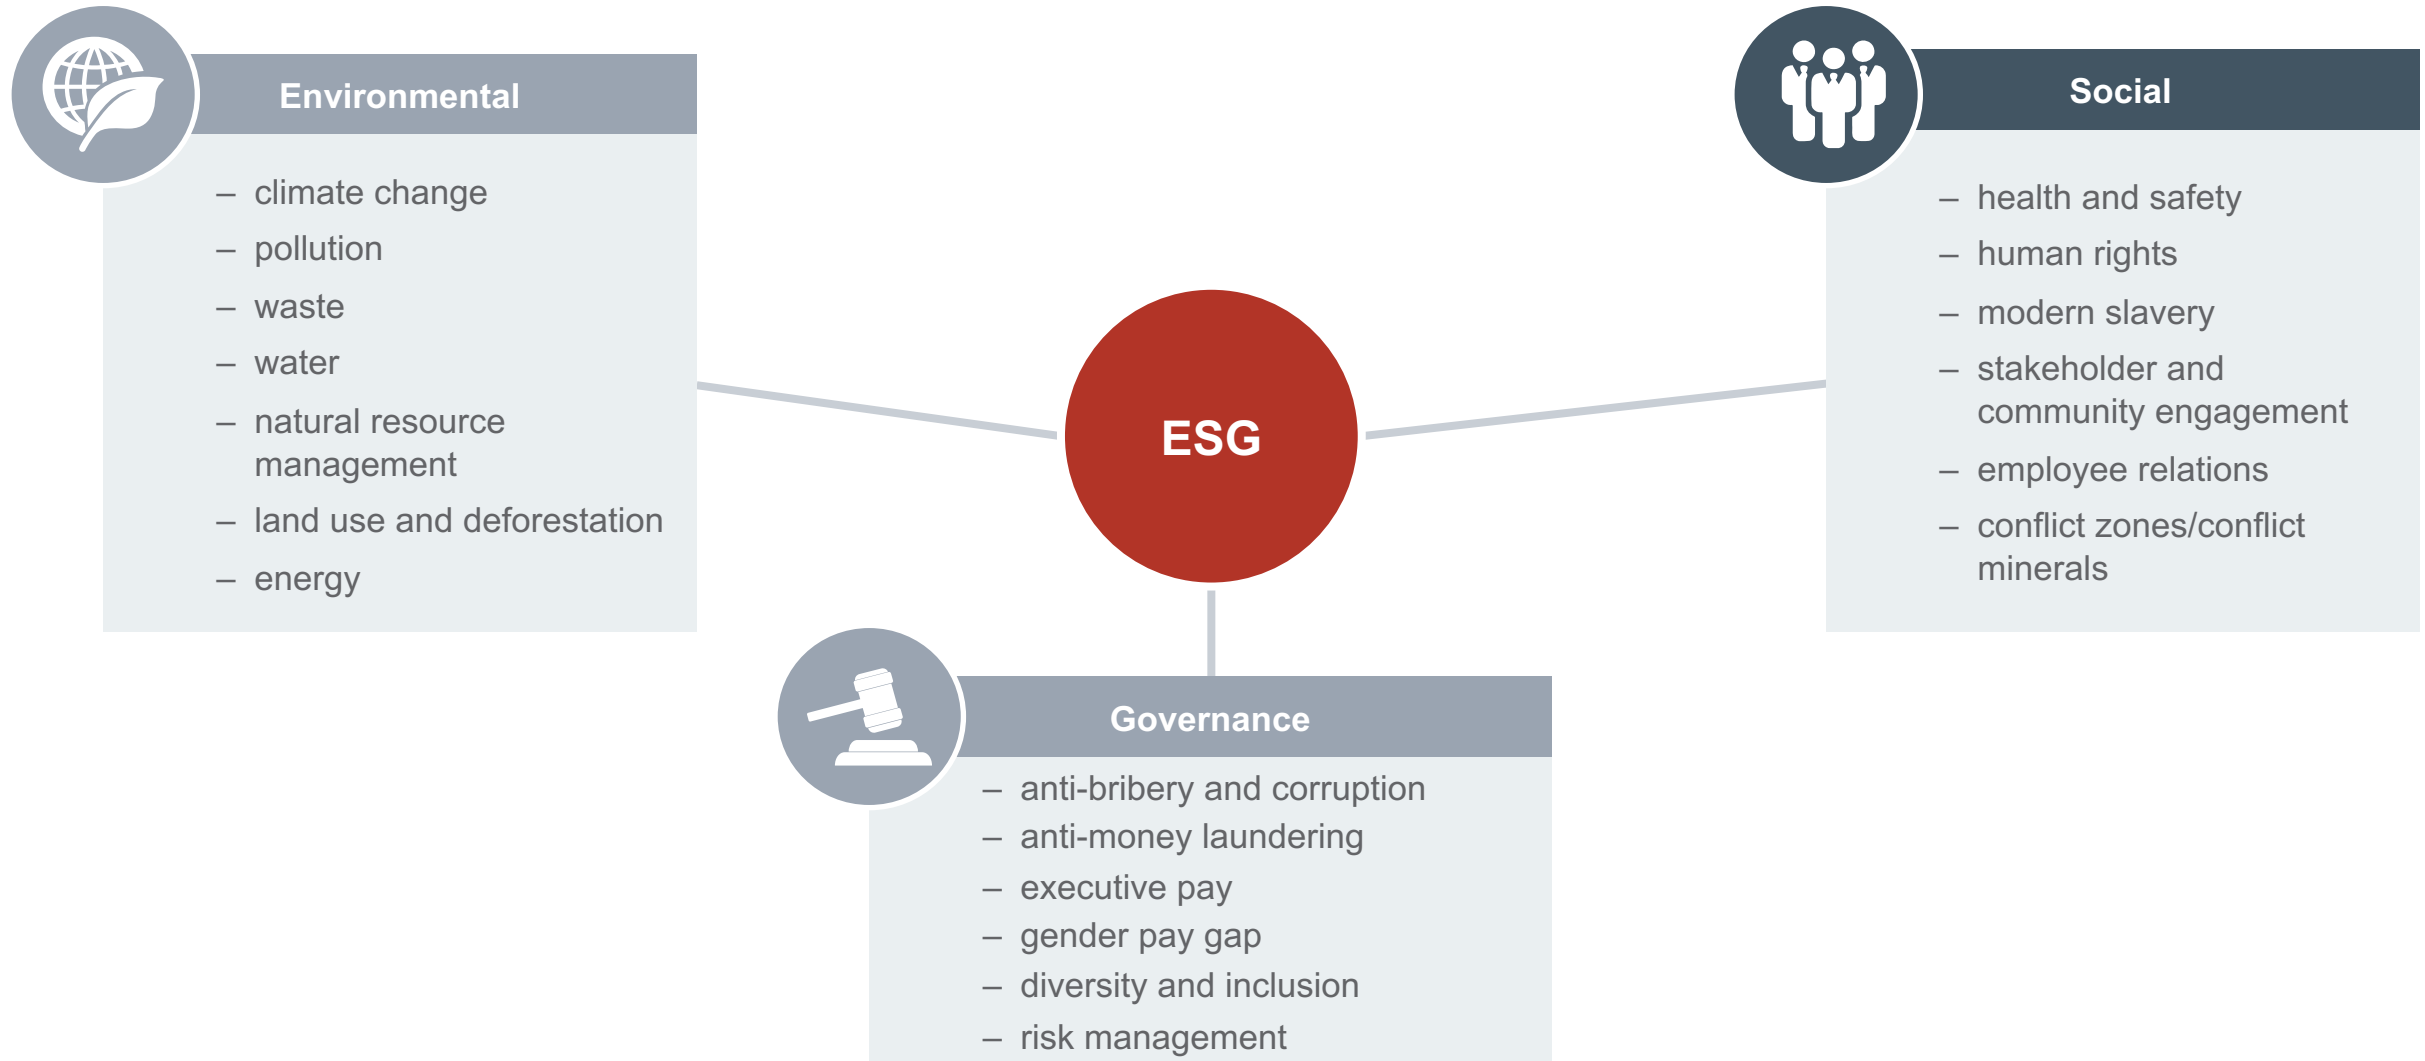 Environmental
– climate change
– pollution
– waste
– water
– natural resource
management
– land use and deforestation
– energy
Social
– health and safety
– human rights
– modern slavery
– stakeholder and
community engagement
– employee relations
– conflict zones/conflict
minerals
ESG
Governance
– anti-bribery and corruption
– anti-money laundering
– executive pay
– gender pay gap
– diversity and inclusion
– risk management